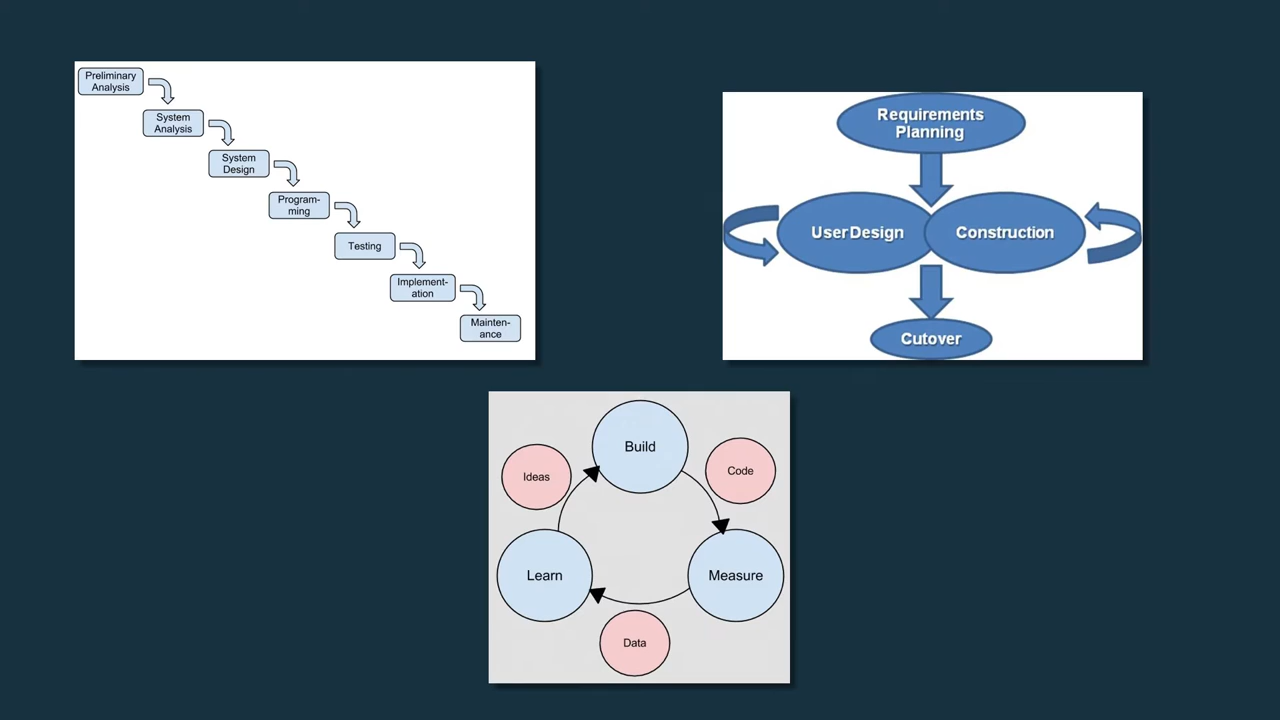 Preliminary
Analysis
System
Analysis
System
Design
Program-
ming
Testing
Implement-
ation
Mainten-
ance
Requirements
Planning
User Design
Construction
Cutover
Build
Ideas
Code
Learn
Measure
Data